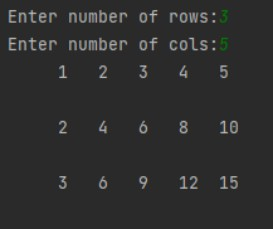 Enter number of rows:3
Enter number of cols:5
1 2 3 4 5
2 4 6 8 10
3 6 9 12 15